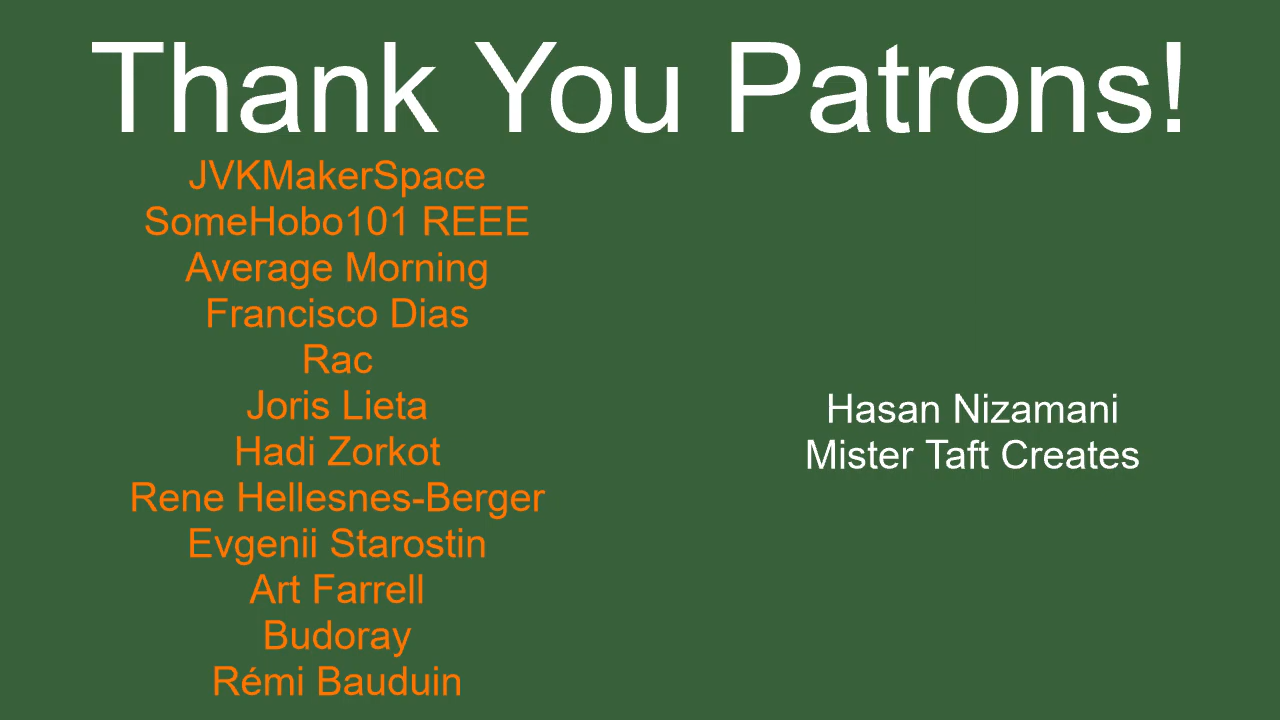 Thank You Patrons!
JVKMakerSpace
SomeHobo101 REEE
Average Morning
Francisco Dias
Rac
Joris Lieta
Hadi Zorkot
Rene Hellesnes-Berger
Evgenii Starostin
Art Farrell
Budoray
Rémi Bauduin
Hasan Nizamani
Mister Taft Creates